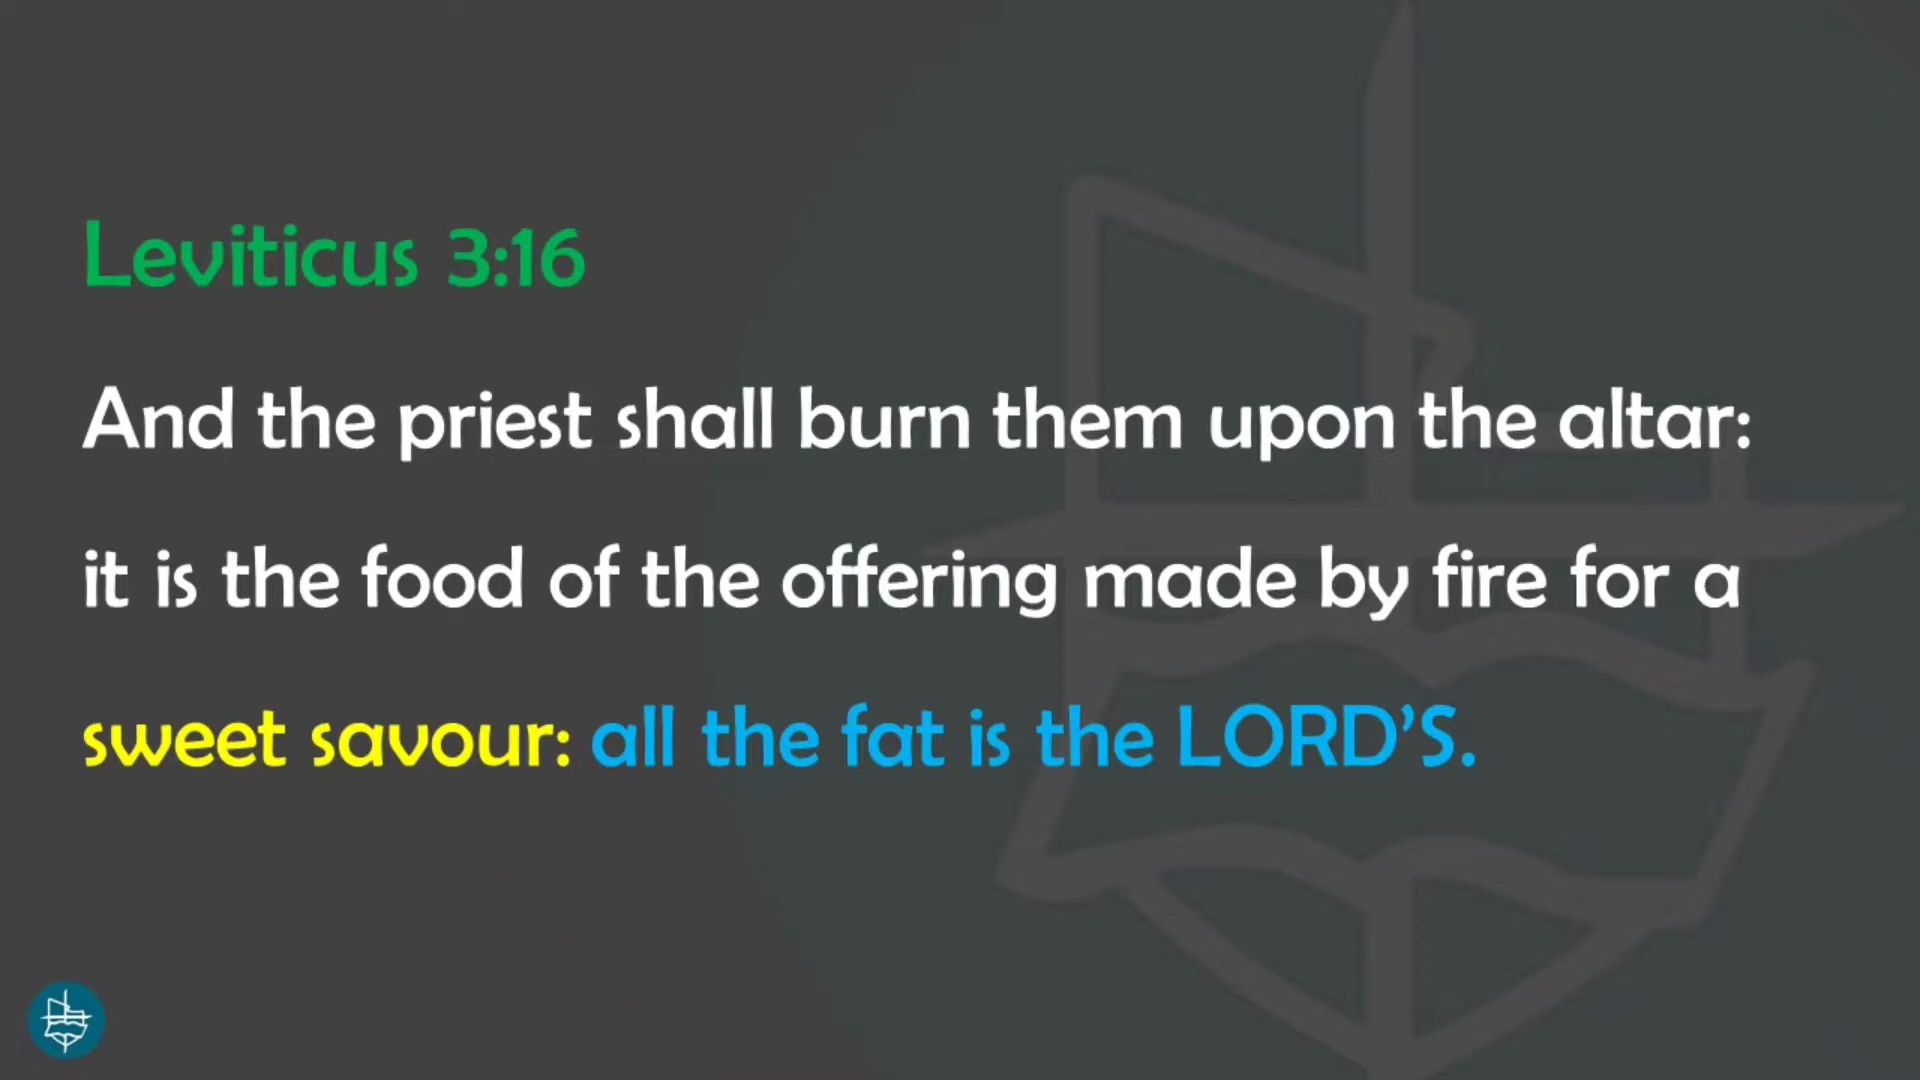 Leviticus 3:16
And the priest shall burn them upon the altar:
it is the food of the offering made by fire for a
sweet savour: all the fat is the LORD’S.